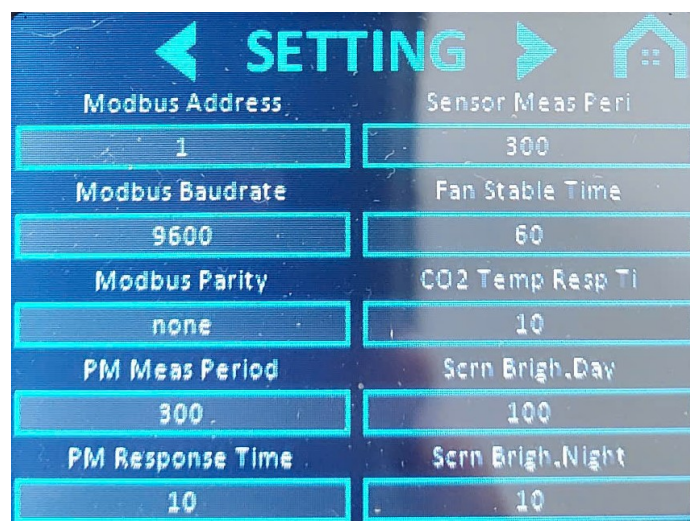 SETTING
Modbus Address
1
Modbus Baudrate
9600
Modbus Parity
none
PM Meas Period
300
PM Response Time
10
Sensor Meas Peri
300
Fan Stable Time
60
CO2 Temp Resp Ti
10
Scrn Brigh.Day
100
Scrn Brigh.Night
10